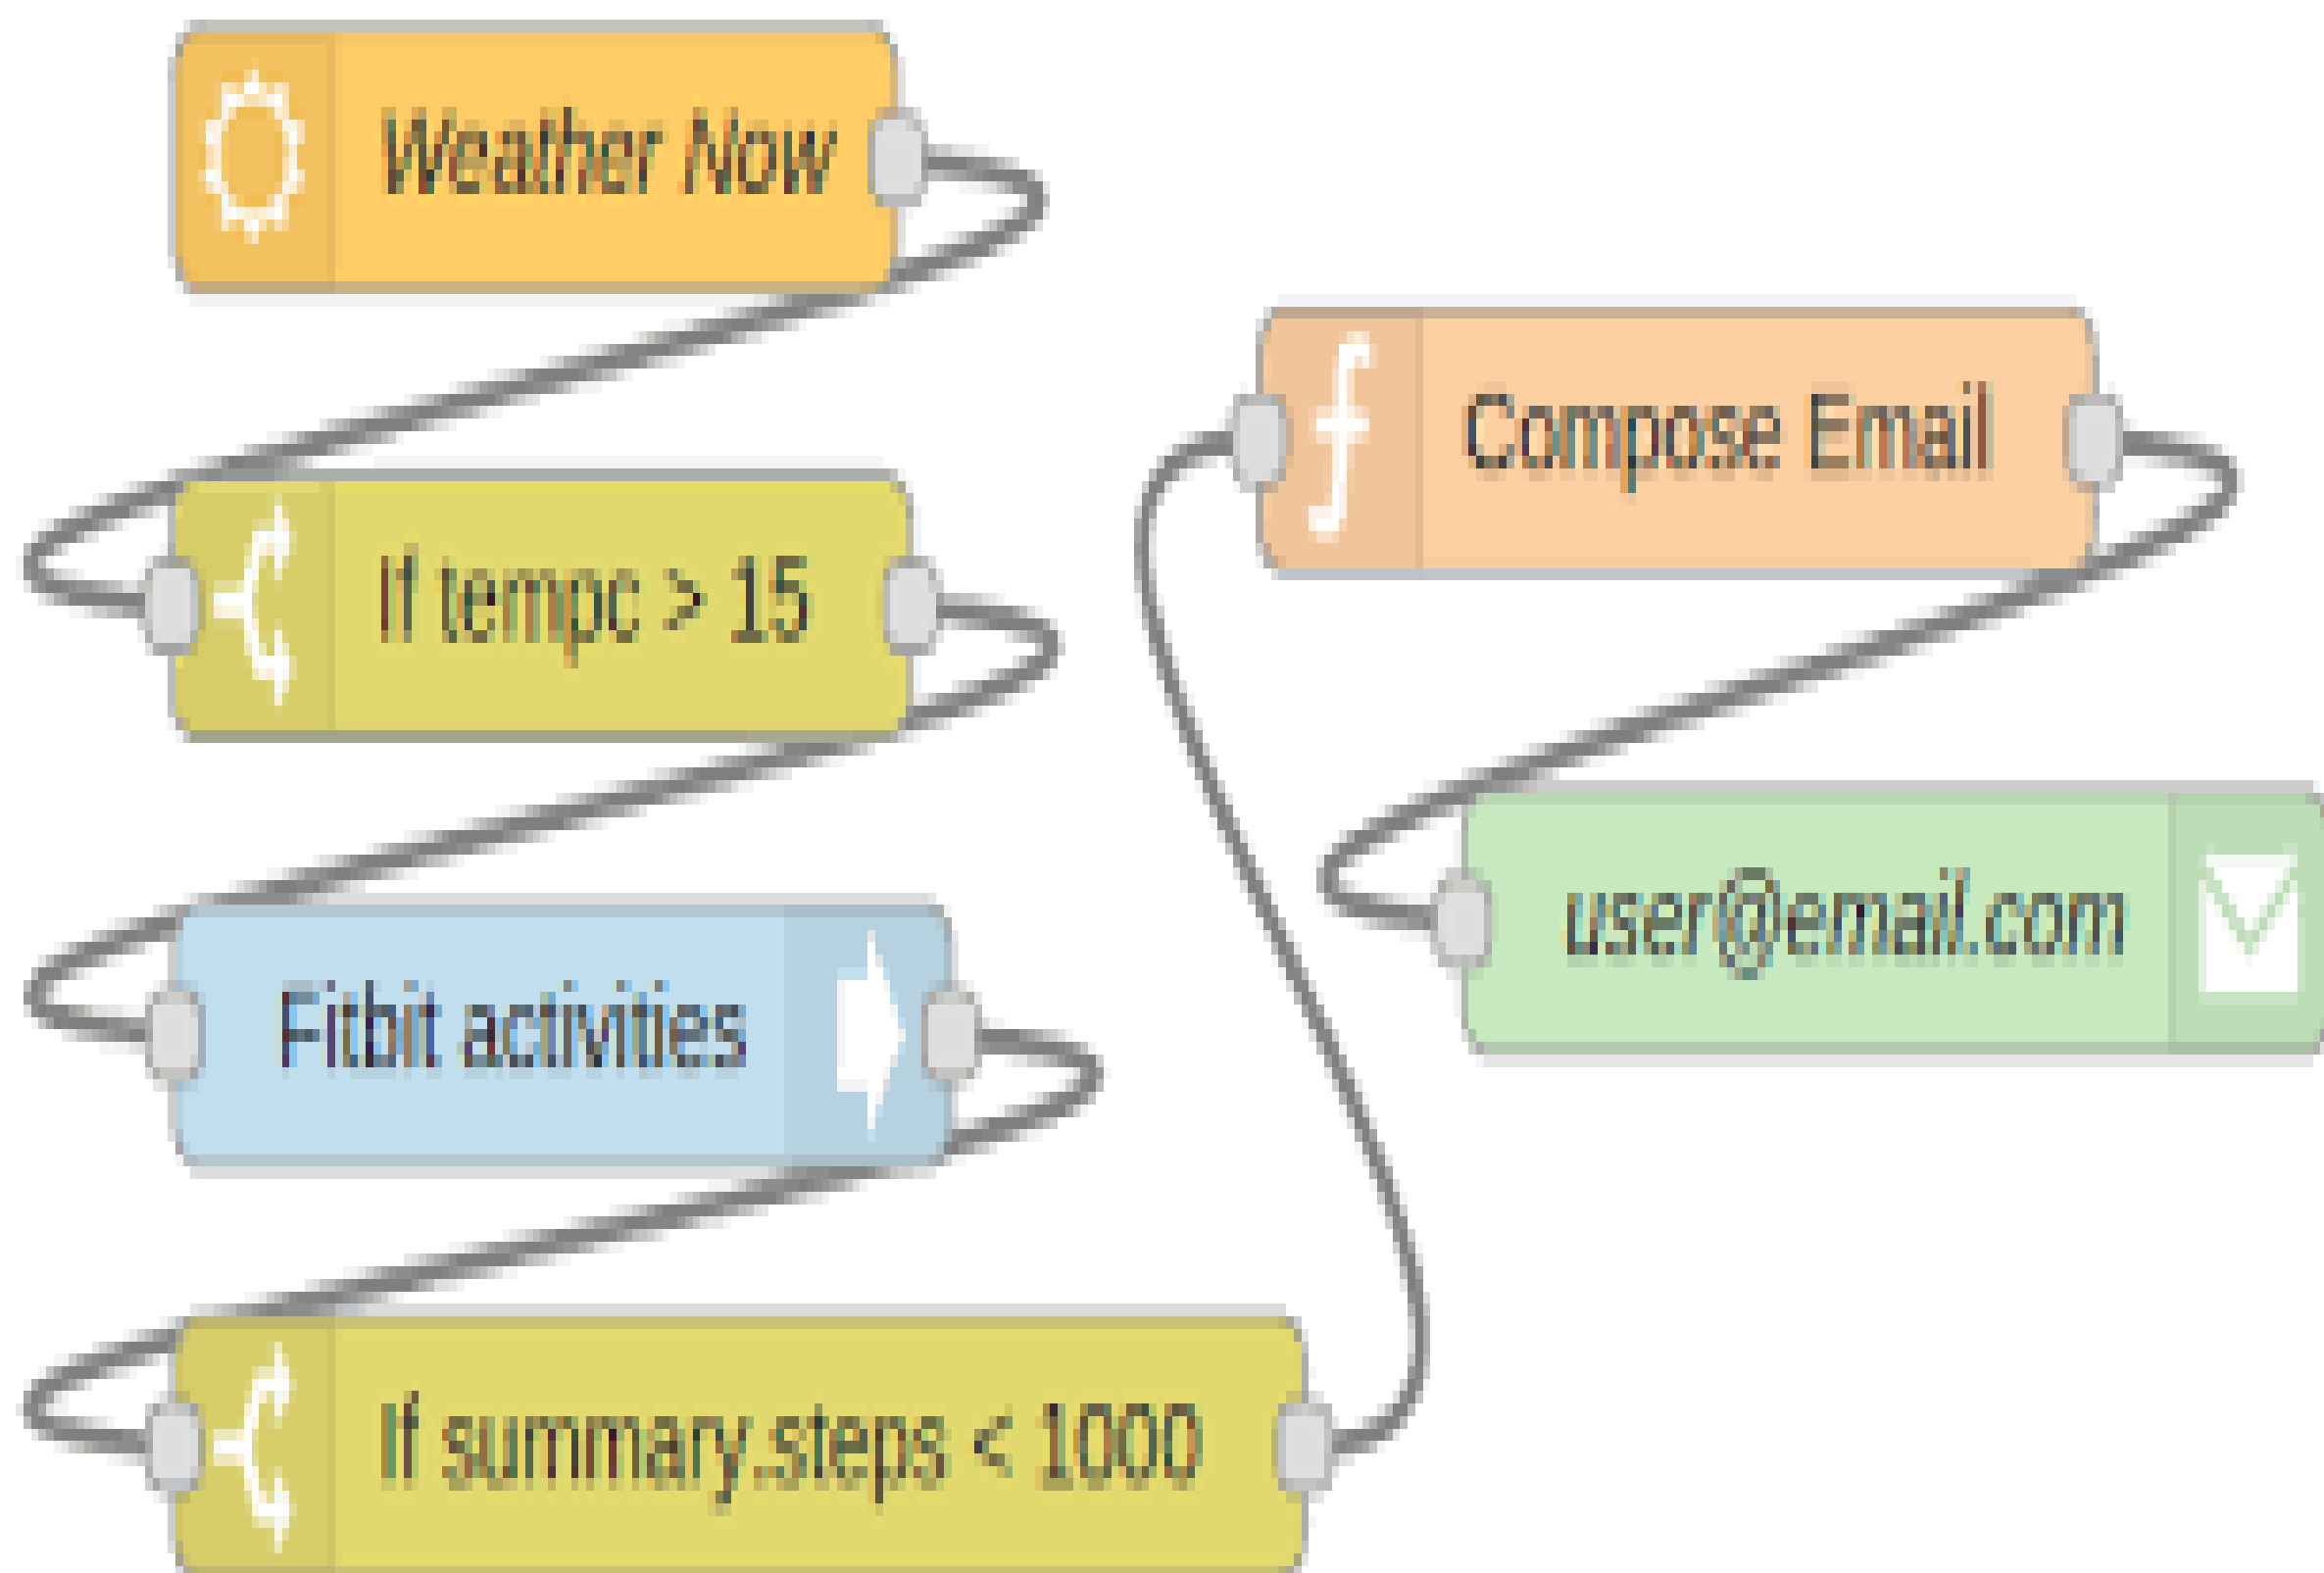 Weather Now
If tempc > 15
Fitbit activities
If summary.steps < 1000
Compose Email
user@email.com